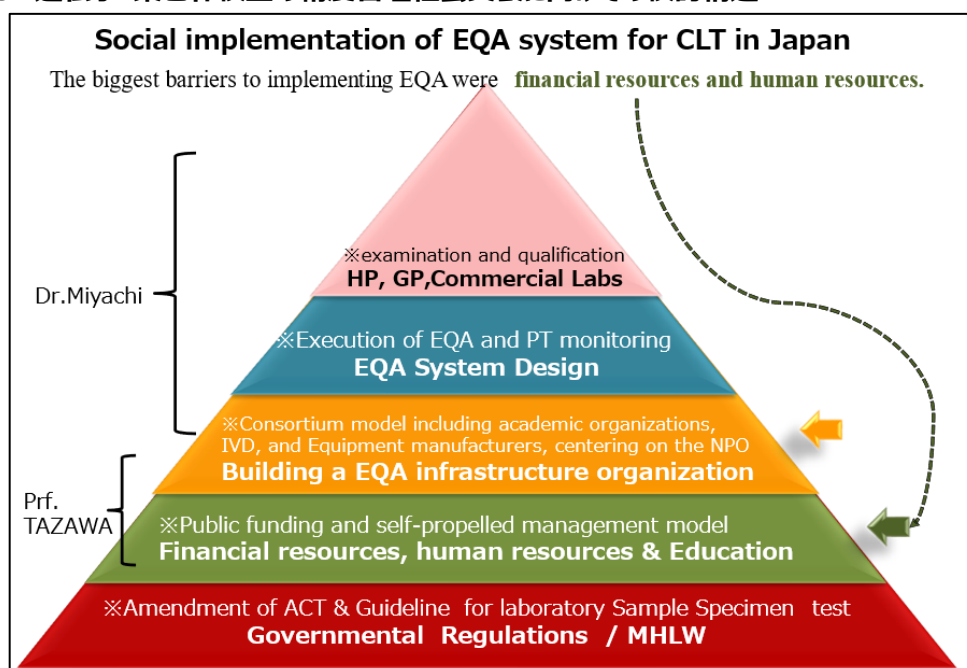 Social implementation of EQA system for CLT in Japan
The biggest barriers to implementing EQA were financial resources and human resources.
※examination and qualification
HP, GP,Commercial Labs
Dr.Miyachi
※Execution of EQA and PT monitoring
EQA System Design
※Consortium model including academic organizations,
IVD, and Equipment manufacturers, centering on the NPO
Building a EQA infrastructure organization
Prf.
TAZAWA
※Public funding and self-propelled management model
Financial resources, human resources & Education
※Amendment of ACT & Guideline for laboratory Sample Specimen test
Governmental Regulations / MHLW